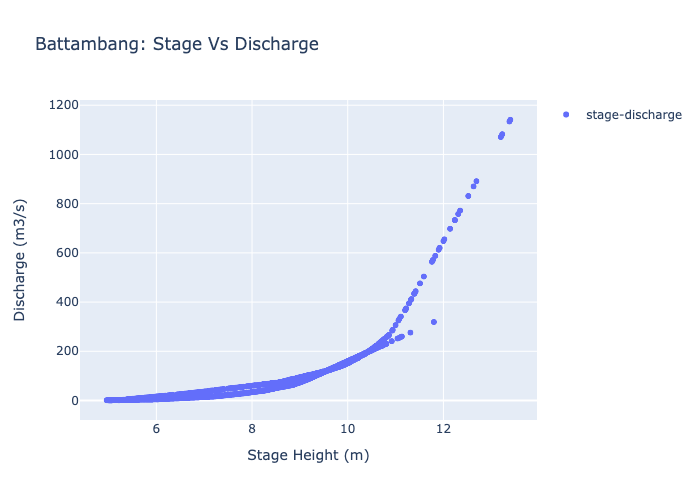 Battambang: Stage Vs Discharge
stage-discharge
1200
1000
800
600
400
200
0
Discharge (m3/s)
6 8 10 12
Stage Height (m)